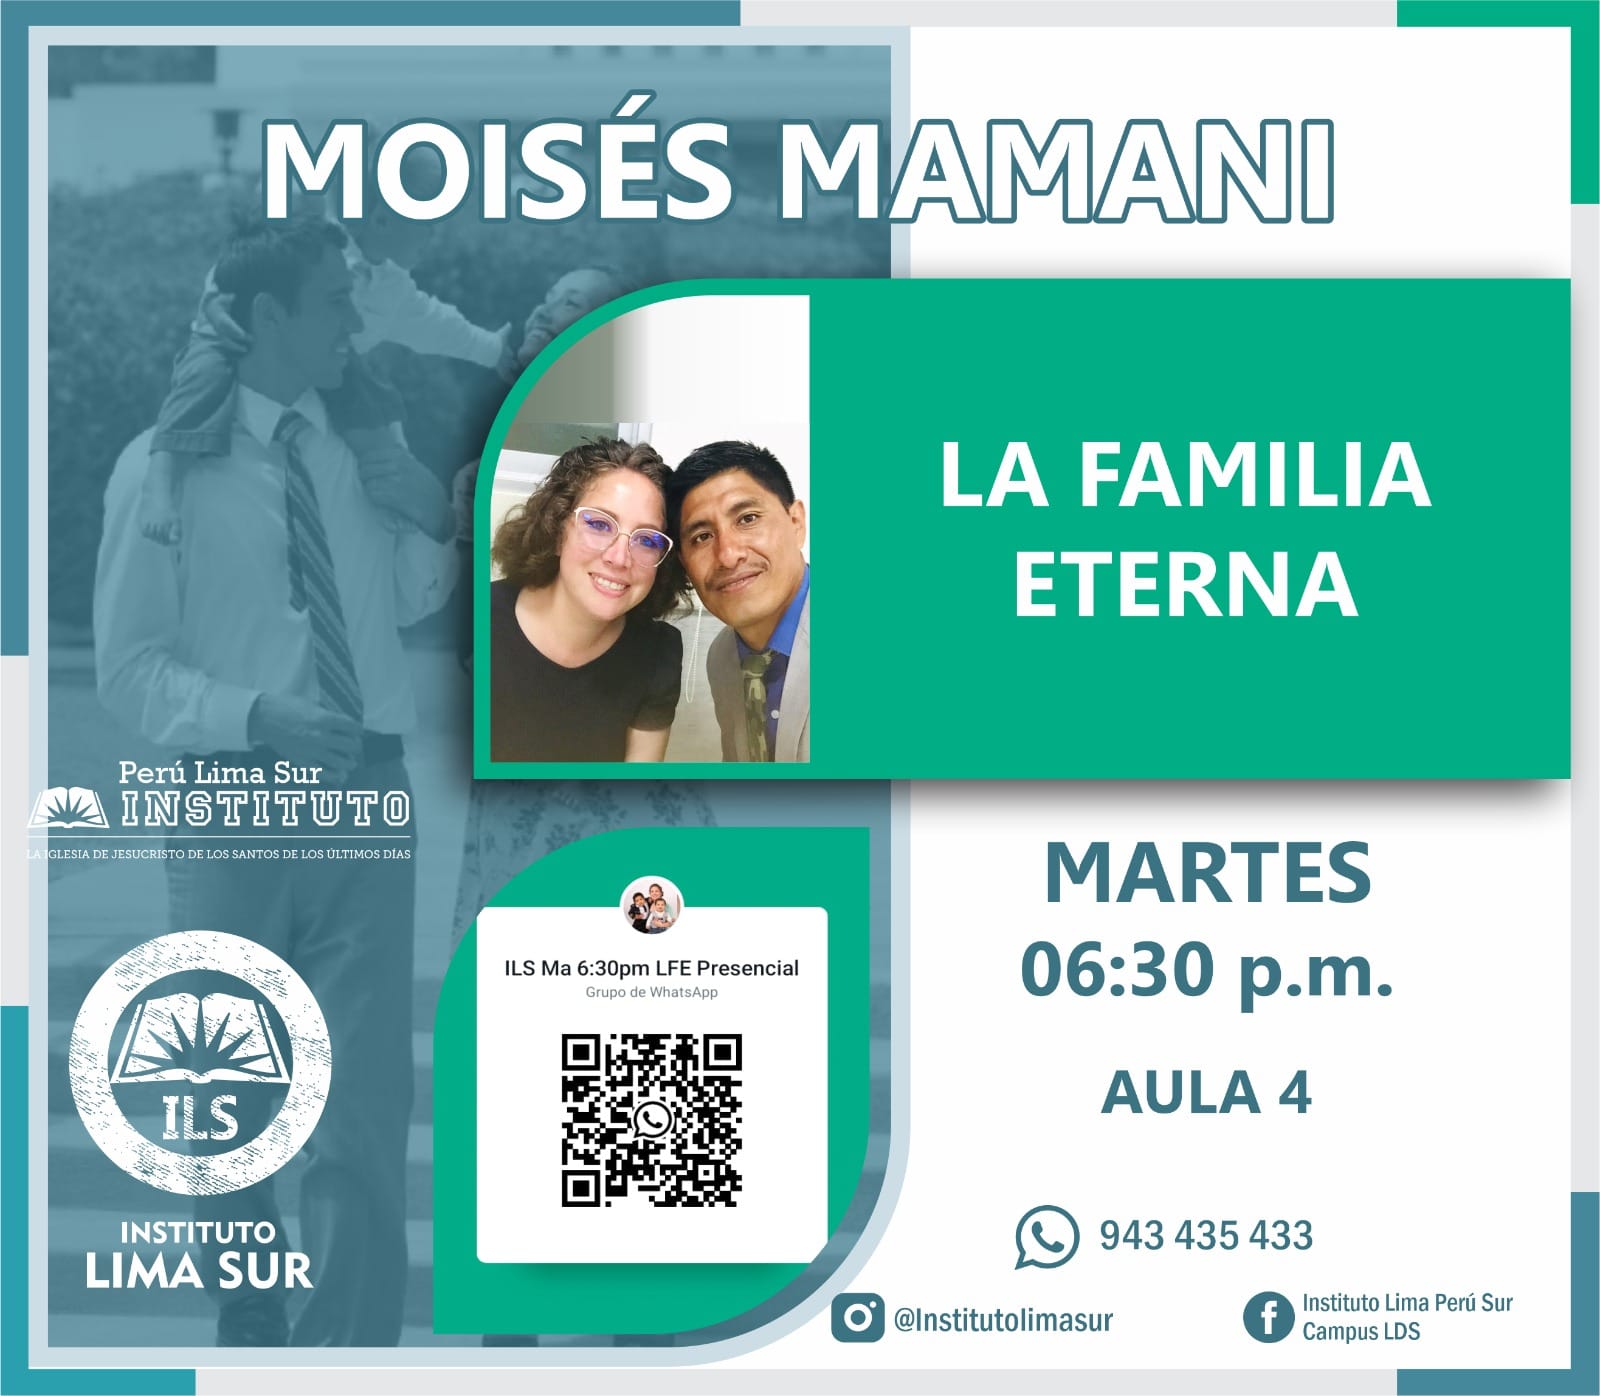 MOISÉS MAMANI
LA FAMILIA
ETERNA
Perú Lima Sur
INSTITUTO
LA IGLESIA DE JESUCRISTO DE LOS SANTOS DE LOS ÚLTIMOS DÍAS
ILS
INSTITUTO
LIMA SUR
ILS Ma 6:30pm LFE Presencial
Grupo de WhatsApp
MARTES
06:30 p.m.
AULA 4
943 435 433
@Institutolimasur
Instituto Lima Perú Sur
Campus LDS